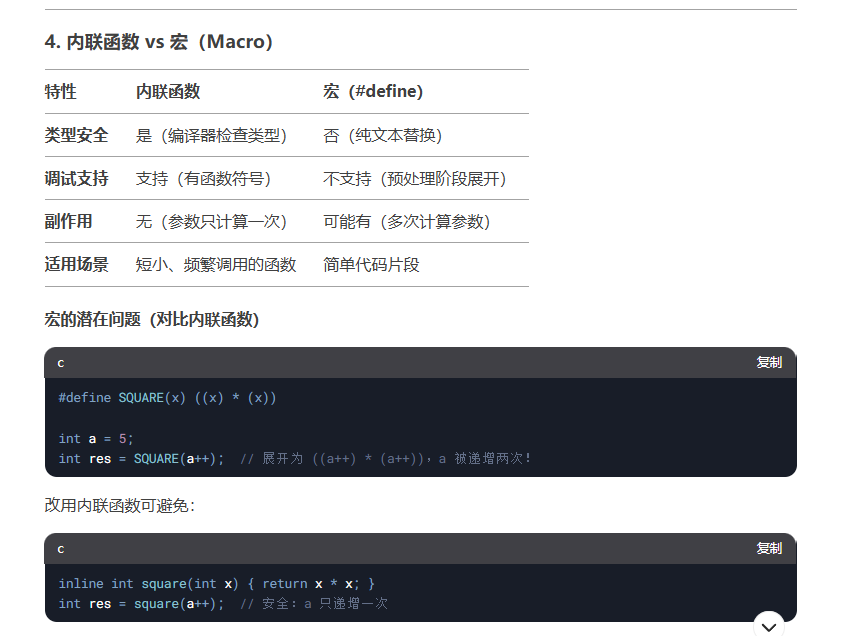 4. 内联函数 vs 宏（Macro）
特性 内联函数 宏（#define）
类型安全 是（编译器检查类型） 否（纯文本替换）
调试支持 支持（有函数符号） 不支持（预处理阶段展开）
副作用 无（参数只计算一次） 可能有（多次计算参数）
适用场景 短小、频繁调用的函数 简单代码片段
宏的潜在问题（对比内联函数）
c 复制
#define SQUARE(x) ((x) * (x))
int a = 5;
int res = SQUARE(a++);  // 展开为 ((a++) * (a++))，a 被递增两次！
改用内联函数可避免：
c 复制
inline int square(int x) { return x * x; }
int res = square(a++);  // 安全：a 只递增一次